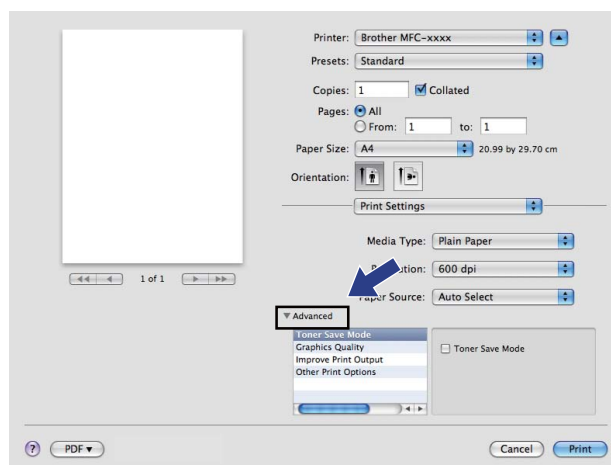 Printer: Brother MFC-xxxx
Presets: Standard
Copies: 1 Collated
Pages: All
From: 1 to: 1
Paper Size: A4 20.99 by 29.70 cm
Orientation:
Print Settings
Media Type: Plain Paper
600 dpi
Source: Auto Select
1 of 1
Advanced
Toner Save Mode
Graphics Quality
Improve Print Output
Other Print Options
Toner Save Mode
? PDF
Cancel Print